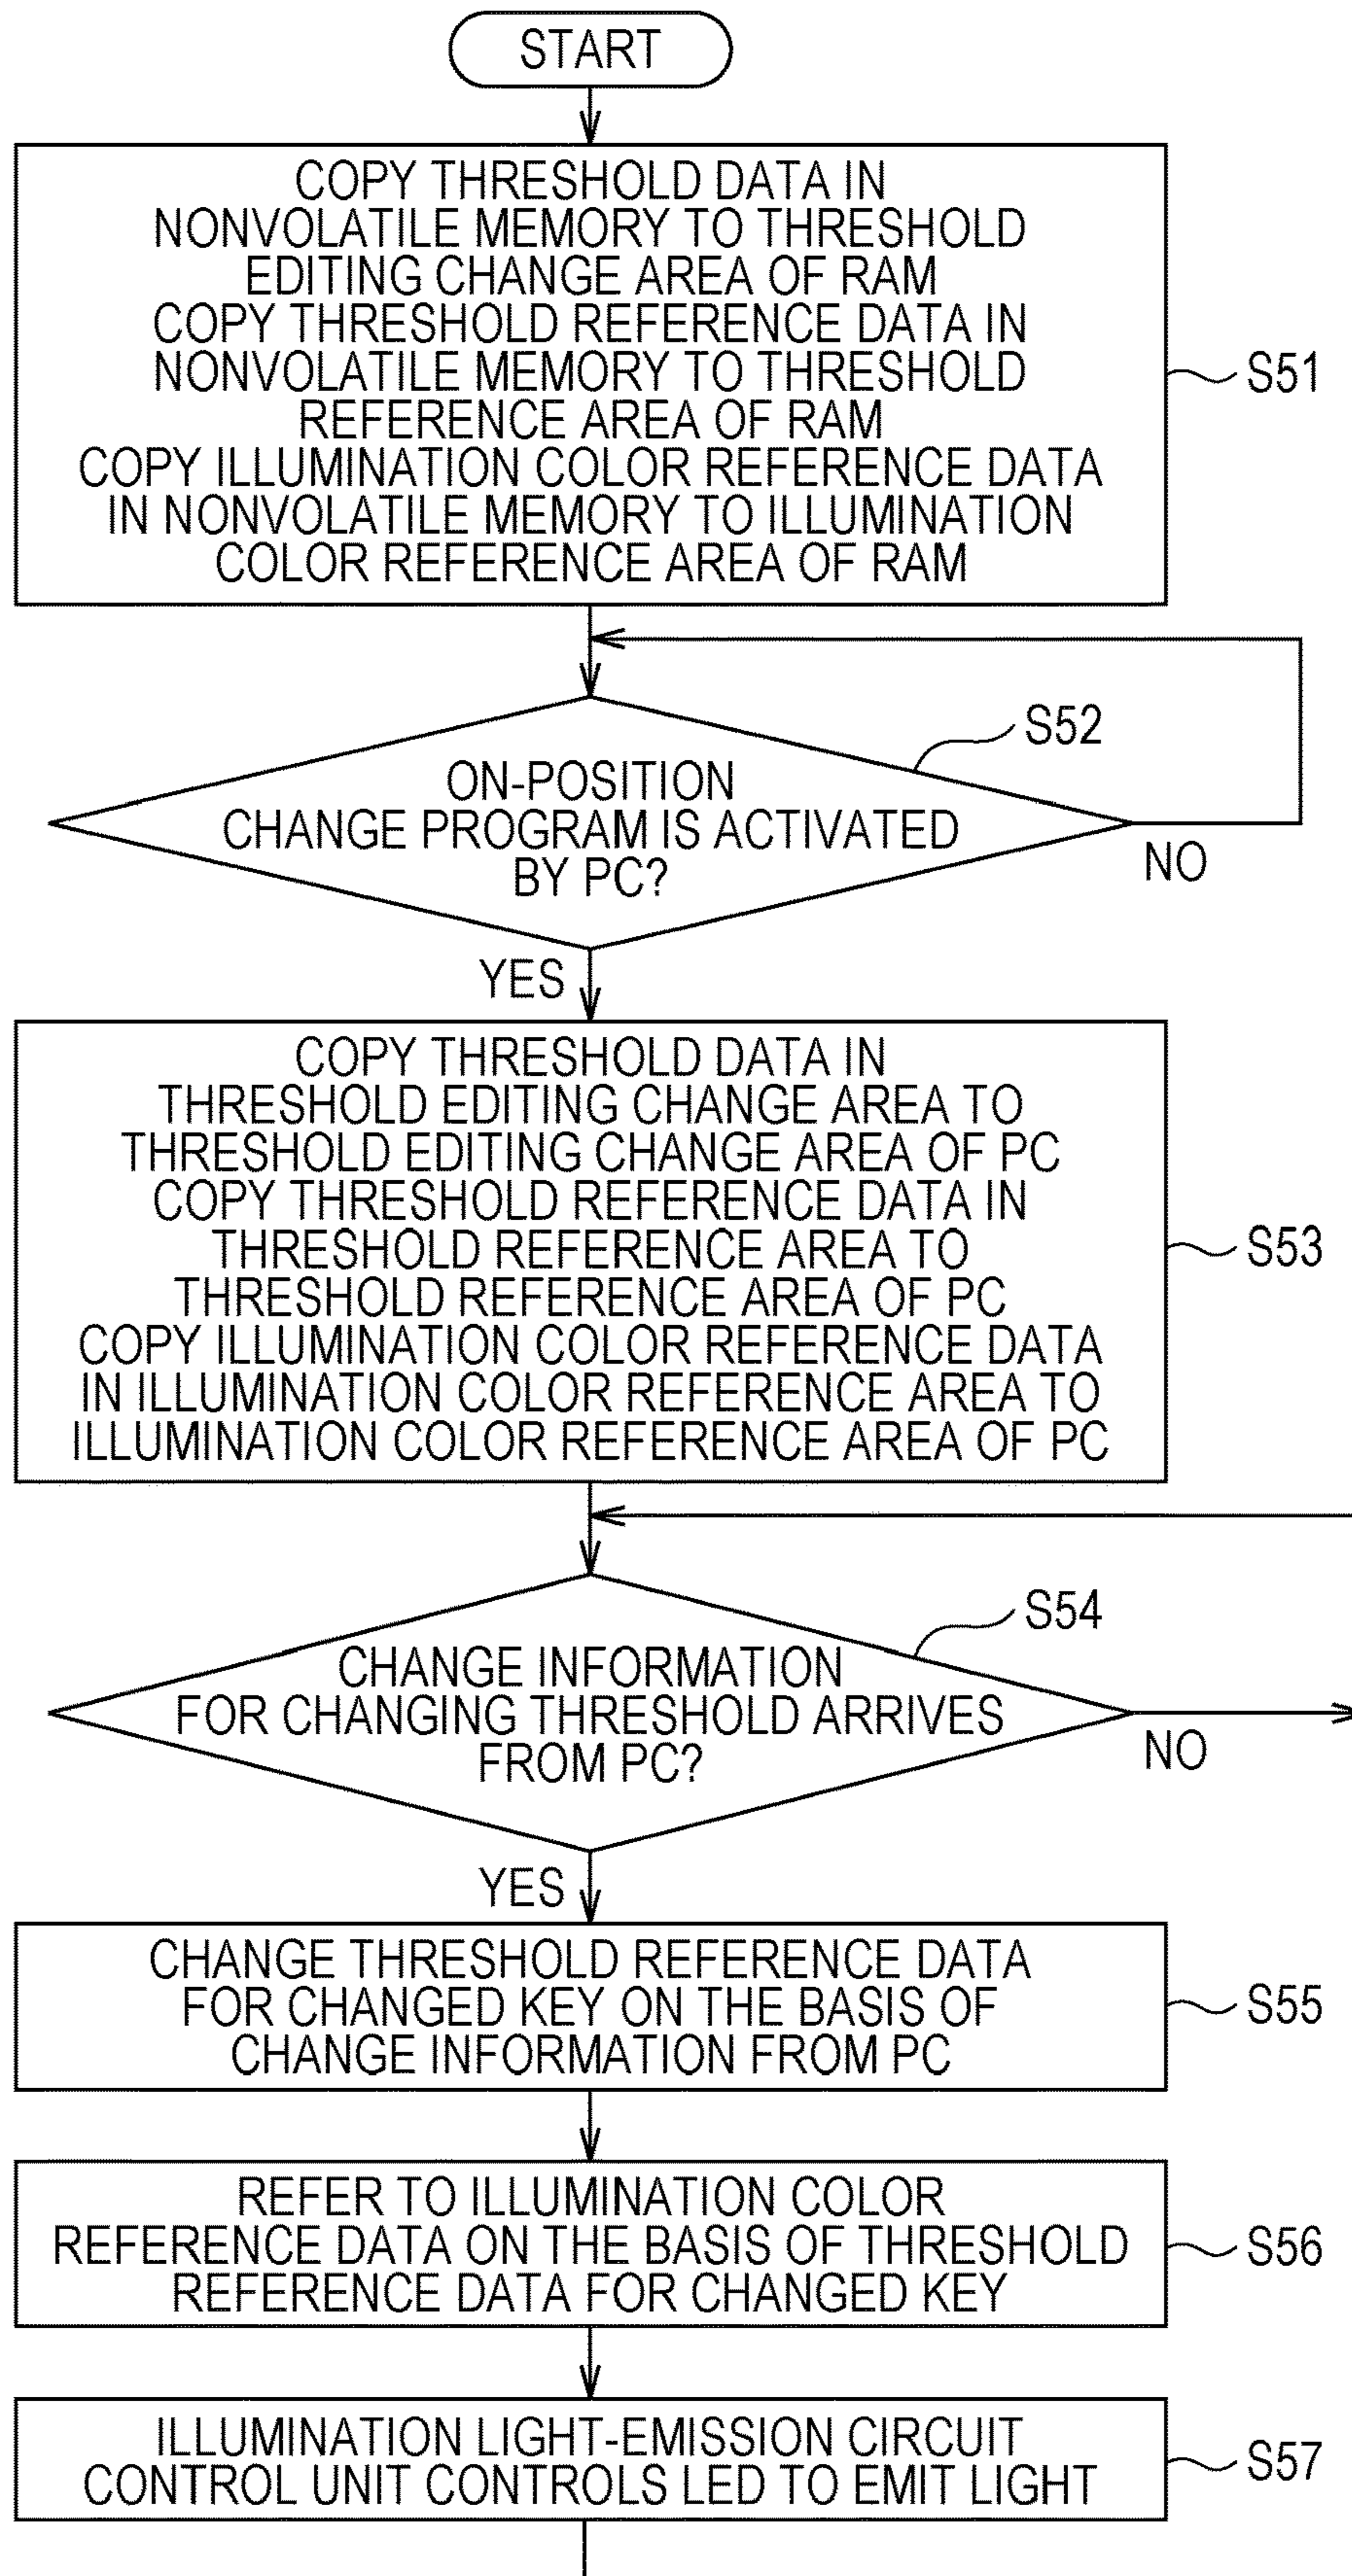 START
COPY THRESHOLD DATA IN
NONVOLATILE MEMORY TO THRESHOLD
EDITING CHANGE AREA OF RAM
COPY THRESHOLD REFERENCE DATA IN
NONVOLATILE MEMORY TO THRESHOLD
REFERENCE AREA OF RAM
COPY ILLUMINATION COLOR REFERENCE DATA
IN NONVOLATILE MEMORY TO ILLUMINATION
COLOR REFERENCE AREA OF RAM
S51
S52
ON-POSITION
CHANGE PROGRAM IS ACTIVATED
BY PC?
NO
YES
COPY THRESHOLD DATA IN
THRESHOLD EDITING CHANGE AREA TO
THRESHOLD EDITING CHANGE AREA OF PC
COPY THRESHOLD REFERENCE DATA IN
THRESHOLD REFERENCE AREA TO
THRESHOLD REFERENCE AREA OF PC
COPY ILLUMINATION COLOR REFERENCE DATA
IN ILLUMINATION COLOR REFERENCE AREA TO
ILLUMINATION COLOR REFERENCE AREA OF PC
S53
S54
CHANGE INFORMATION
FOR CHANGING THRESHOLD ARRIVES
FROM PC?
NO
YES
CHANGE THRESHOLD REFERENCE DATA
FOR CHANGED KEY ON THE BASIS OF
CHANGE INFORMATION FROM PC
S55
REFER TO ILLUMINATION COLOR
REFERENCE DATA ON THE BASIS OF THRESHOLD
REFERENCE DATA FOR CHANGED KEY
S56
ILLUMINATION LIGHT-EMISSION CIRCUIT
CONTROL UNIT CONTROLS LED TO EMIT LIGHT
S57